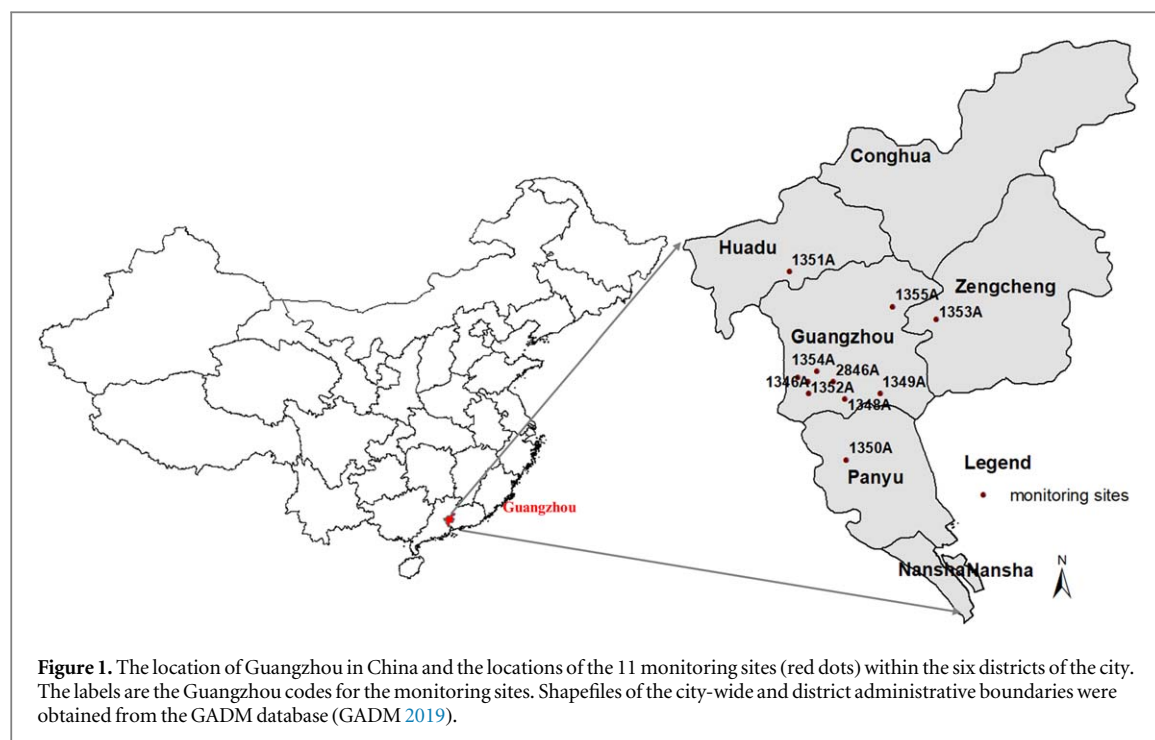 Conghua
Huadu
1351A
Zengcheng
1355A
1353A
Guangzhou
1354A
2846A
1346A
1352A
1349A
1348A
1350A
Panyu
Legend
monitoring sites
Guangzhou
NanshaNansha
N
Figure 1. The location of Guangzhou in China and the locations of the 11 monitoring sites (red dots) within the six districts of the city.
The labels are the Guangzhou codes for the monitoring sites. Shapefiles of the city-wide and district administrative boundaries were
obtained from the GADM database (GADM 2019).